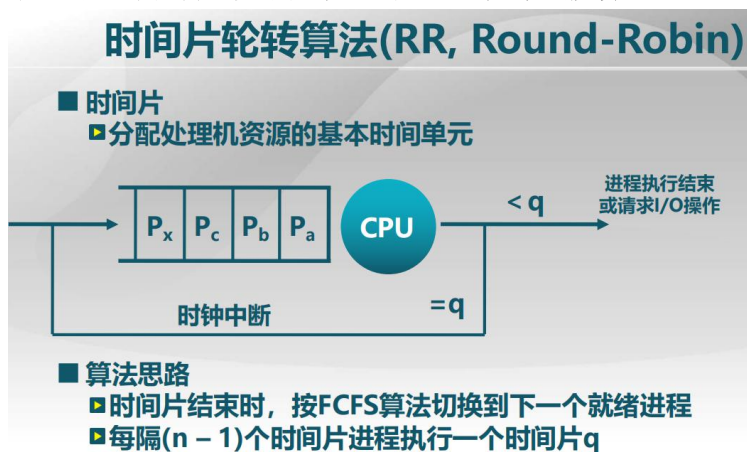 时间片轮转算法(RR, Round-Robin)
时间片
分配处理机资源的基本时间单元
进程执行结束
< q 或请求I/O操作
Px Pc Pb Pa CPU
时钟中断 =q
算法思路
时间片结束时，按FCFS算法切换到下一个就绪进程
每隔(n – 1)个时间片进程执行一个时间片q